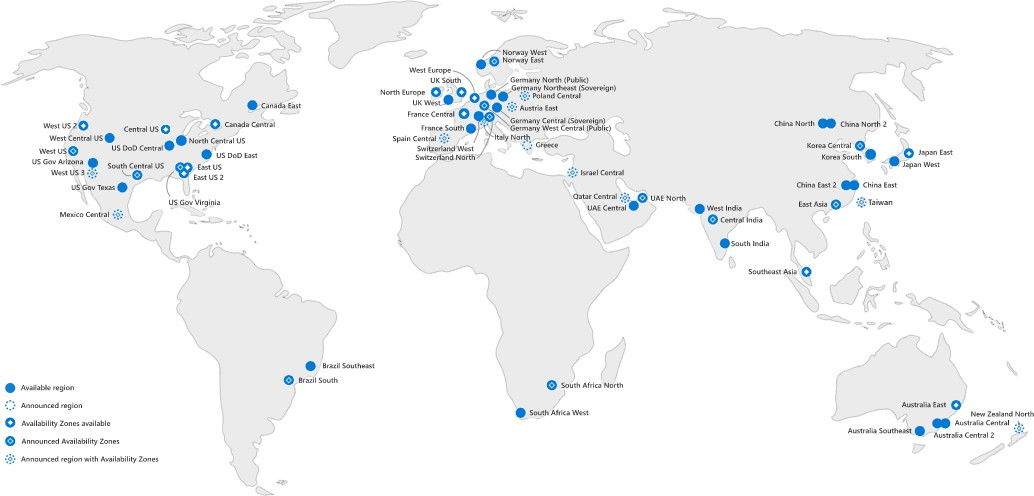 Norway West
Norway East
West Europe
UK South
Germany North (Public)
Germany Northeast (Sovereign)
North Europe
Poland Central
UK West
Austria East
Canada East
France Central
Germany Central (Sovereign)
Germany West Central (Public)
West US 2
Central US
Canada Central
China North
China North 2
France South
Italy North
West Central US
North Central US
Spain Central
Greece
US DoD Central
Korea Central
West US
Switzerland West
Japan East
US DoD East
Switzerland North
Korea South
US Gov Arizona
Japan West
South Central US
East US
West US 3
Israel Central
East US 2
US Gov Texas
China East 2
China East
Qatar Central
UAE North
US Gov Virginia
UAE Central
East Asia
Taiwan
West India
Mexico Central
Central India
South India
Southeast Asia
Brazil Southeast
Brazil South
South Africa North
South Africa West
Australia East
New Zealand North
Australia Central
Australia Southeast
Australia Central 2
Available region
Announced region
Availability Zones available
Announced Availability Zones
Announced region with Availability Zones